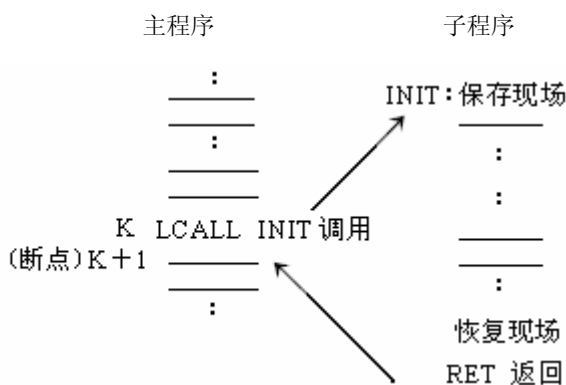 主程序 子程序
INIT:保存现场
K LCALL INIT 调用
(断点)K+1
恢复现场
RET 返回